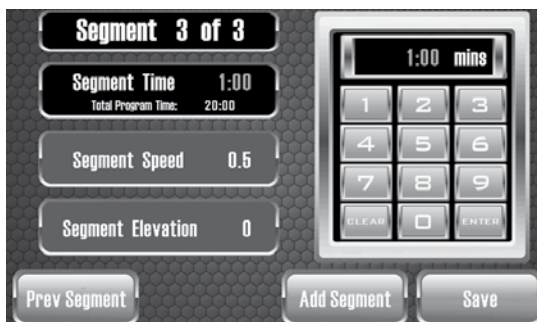 Segment 3 of 3
Segment Time 1:00
Total Program Time: 20:00
Segment Speed 0.5
Segment Elevation 0
1:00 mins
1 2 3
4 5 6
7 8 9
CLEAR 0 ENTER
Prev Segment Add Segment Save